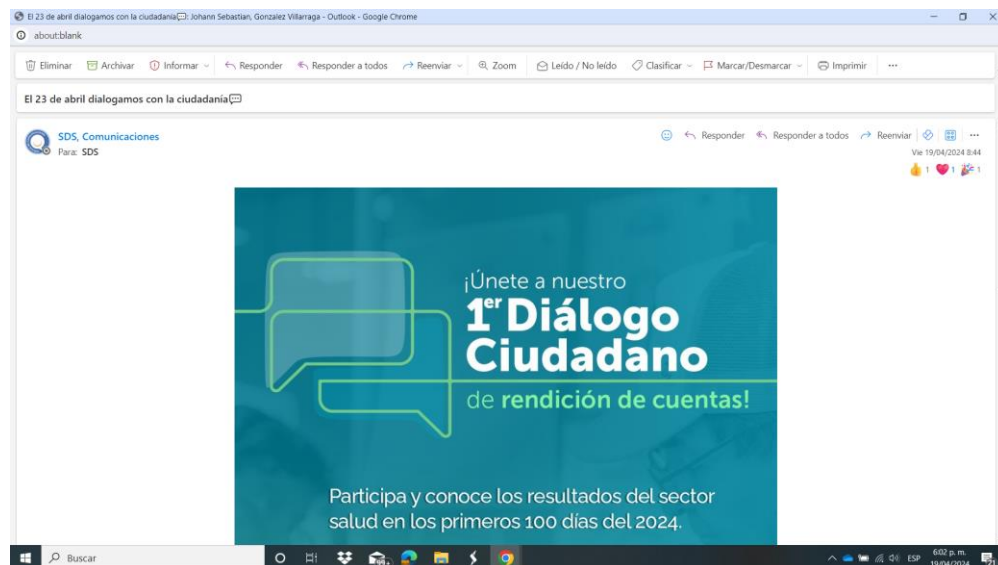 El 23 de abril dialogamos con la ciudadanía💬: Johann Sebastian, Gonzalez Villarraga - Outlook - Google Chrome
about:blank
Eliminar Archivar Informar Responder Responder a todos Reenviar Zoom Leído / No leído Clasificar Marcar/Desmarcar Imprimir ...
El 23 de abril dialogamos con la ciudadanía💬
SDS, Comunicaciones
Responder Responder a todos Reenviar ...
Para: SDS
Vie 19/04/2024 8:44
👍 1 ❤️ 1 🎉 1
¡Únete a nuestro
1er Diálogo
Ciudadano
de rendición de cuentas!
Participa y conoce los resultados del sector
salud en los primeros 100 días del 2024.
Buscar
ESP
6:02 p. m.
19/04/2024